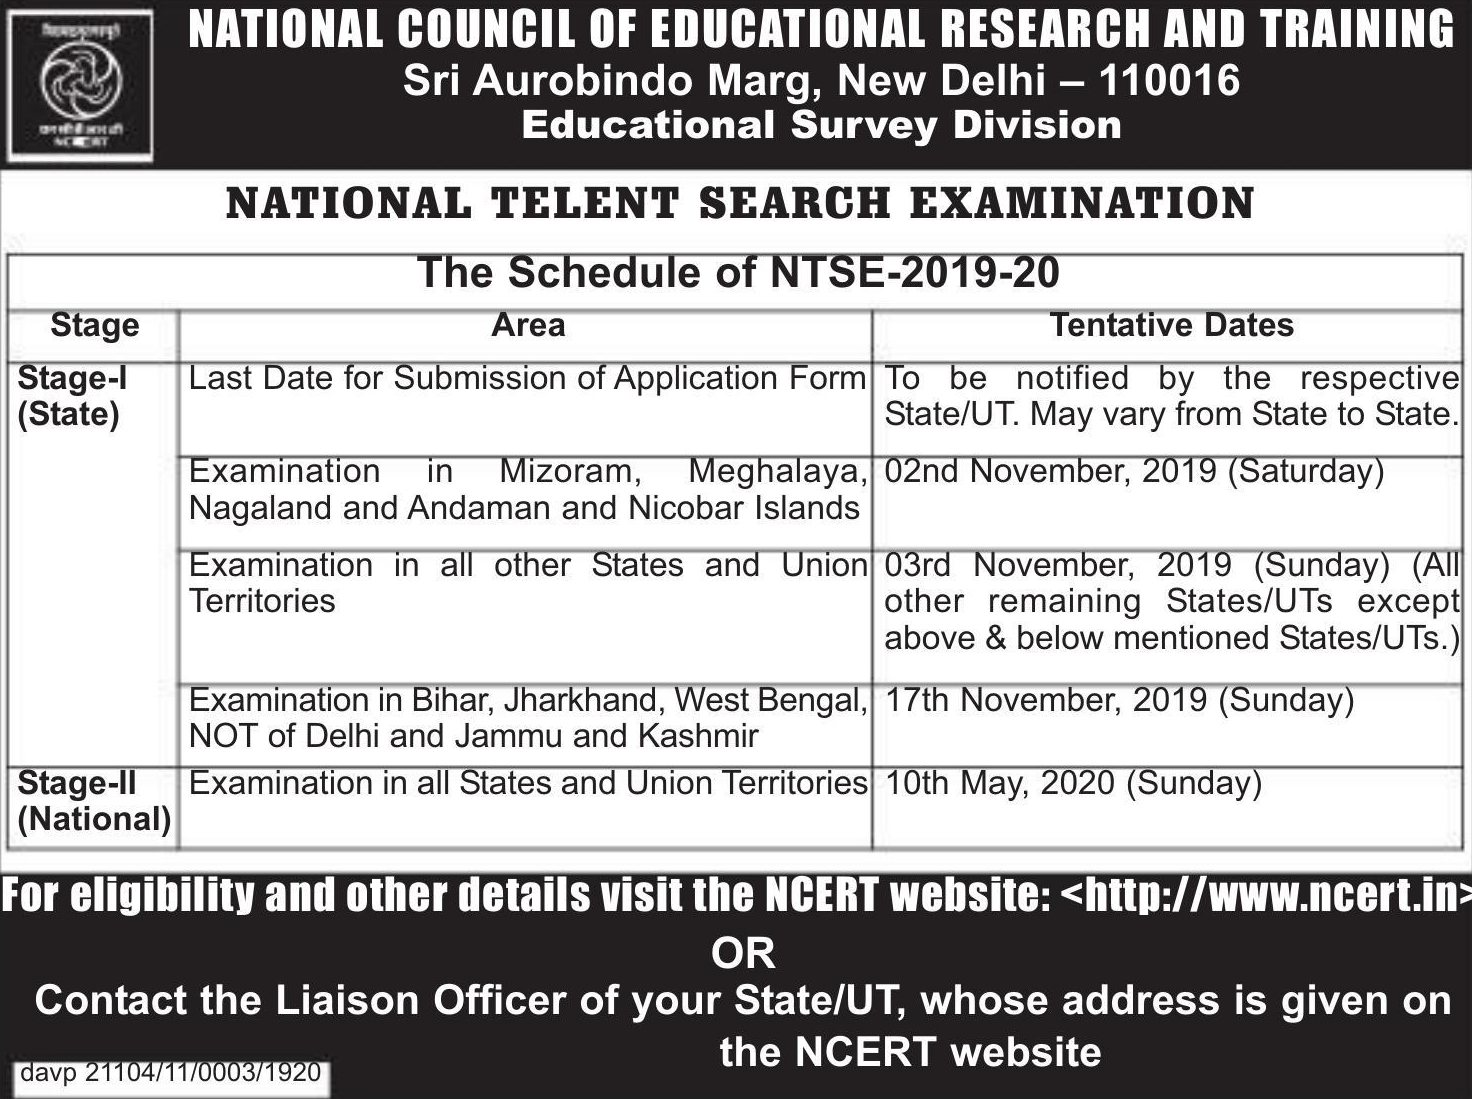 NATIONAL COUNCIL OF EDUCATIONAL RESEARCH AND TRAINING
Sri Aurobindo Marg, New Delhi – 110016
Educational Survey Division
NCERT
NATIONAL TELENT SEARCH EXAMINATION
The Schedule of NTSE-2019-20
Stage Area Tentative Dates
Stage-I
(State)
Last Date for Submission of Application Form
To be notified by the respective
State/UT. May vary from State to State.
Examination in Mizoram, Meghalaya,
Nagaland and Andaman and Nicobar Islands
02nd November, 2019 (Saturday)
Examination in all other States and Union
Territories
03rd November, 2019 (Sunday) (All
other remaining States/UTs except
above & below mentioned States/UTs.)
Examination in Bihar, Jharkhand, West Bengal,
NOT of Delhi and Jammu and Kashmir
17th November, 2019 (Sunday)
Stage-II
(National)
Examination in all States and Union Territories
10th May, 2020 (Sunday)
For eligibility and other details visit the NCERT website: <http://www.ncert.in>
OR
Contact the Liaison Officer of your State/UT, whose address is given on
the NCERT website
davp 21104/11/0003/1920